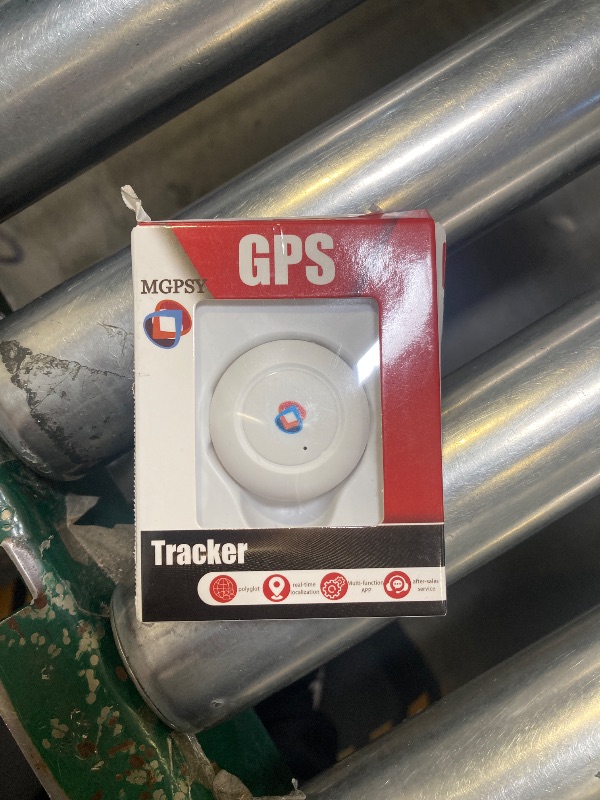 GPS
MGPSY
Tracker
polyglot
real-time
localization
Multi-function
APP
after-sales
service